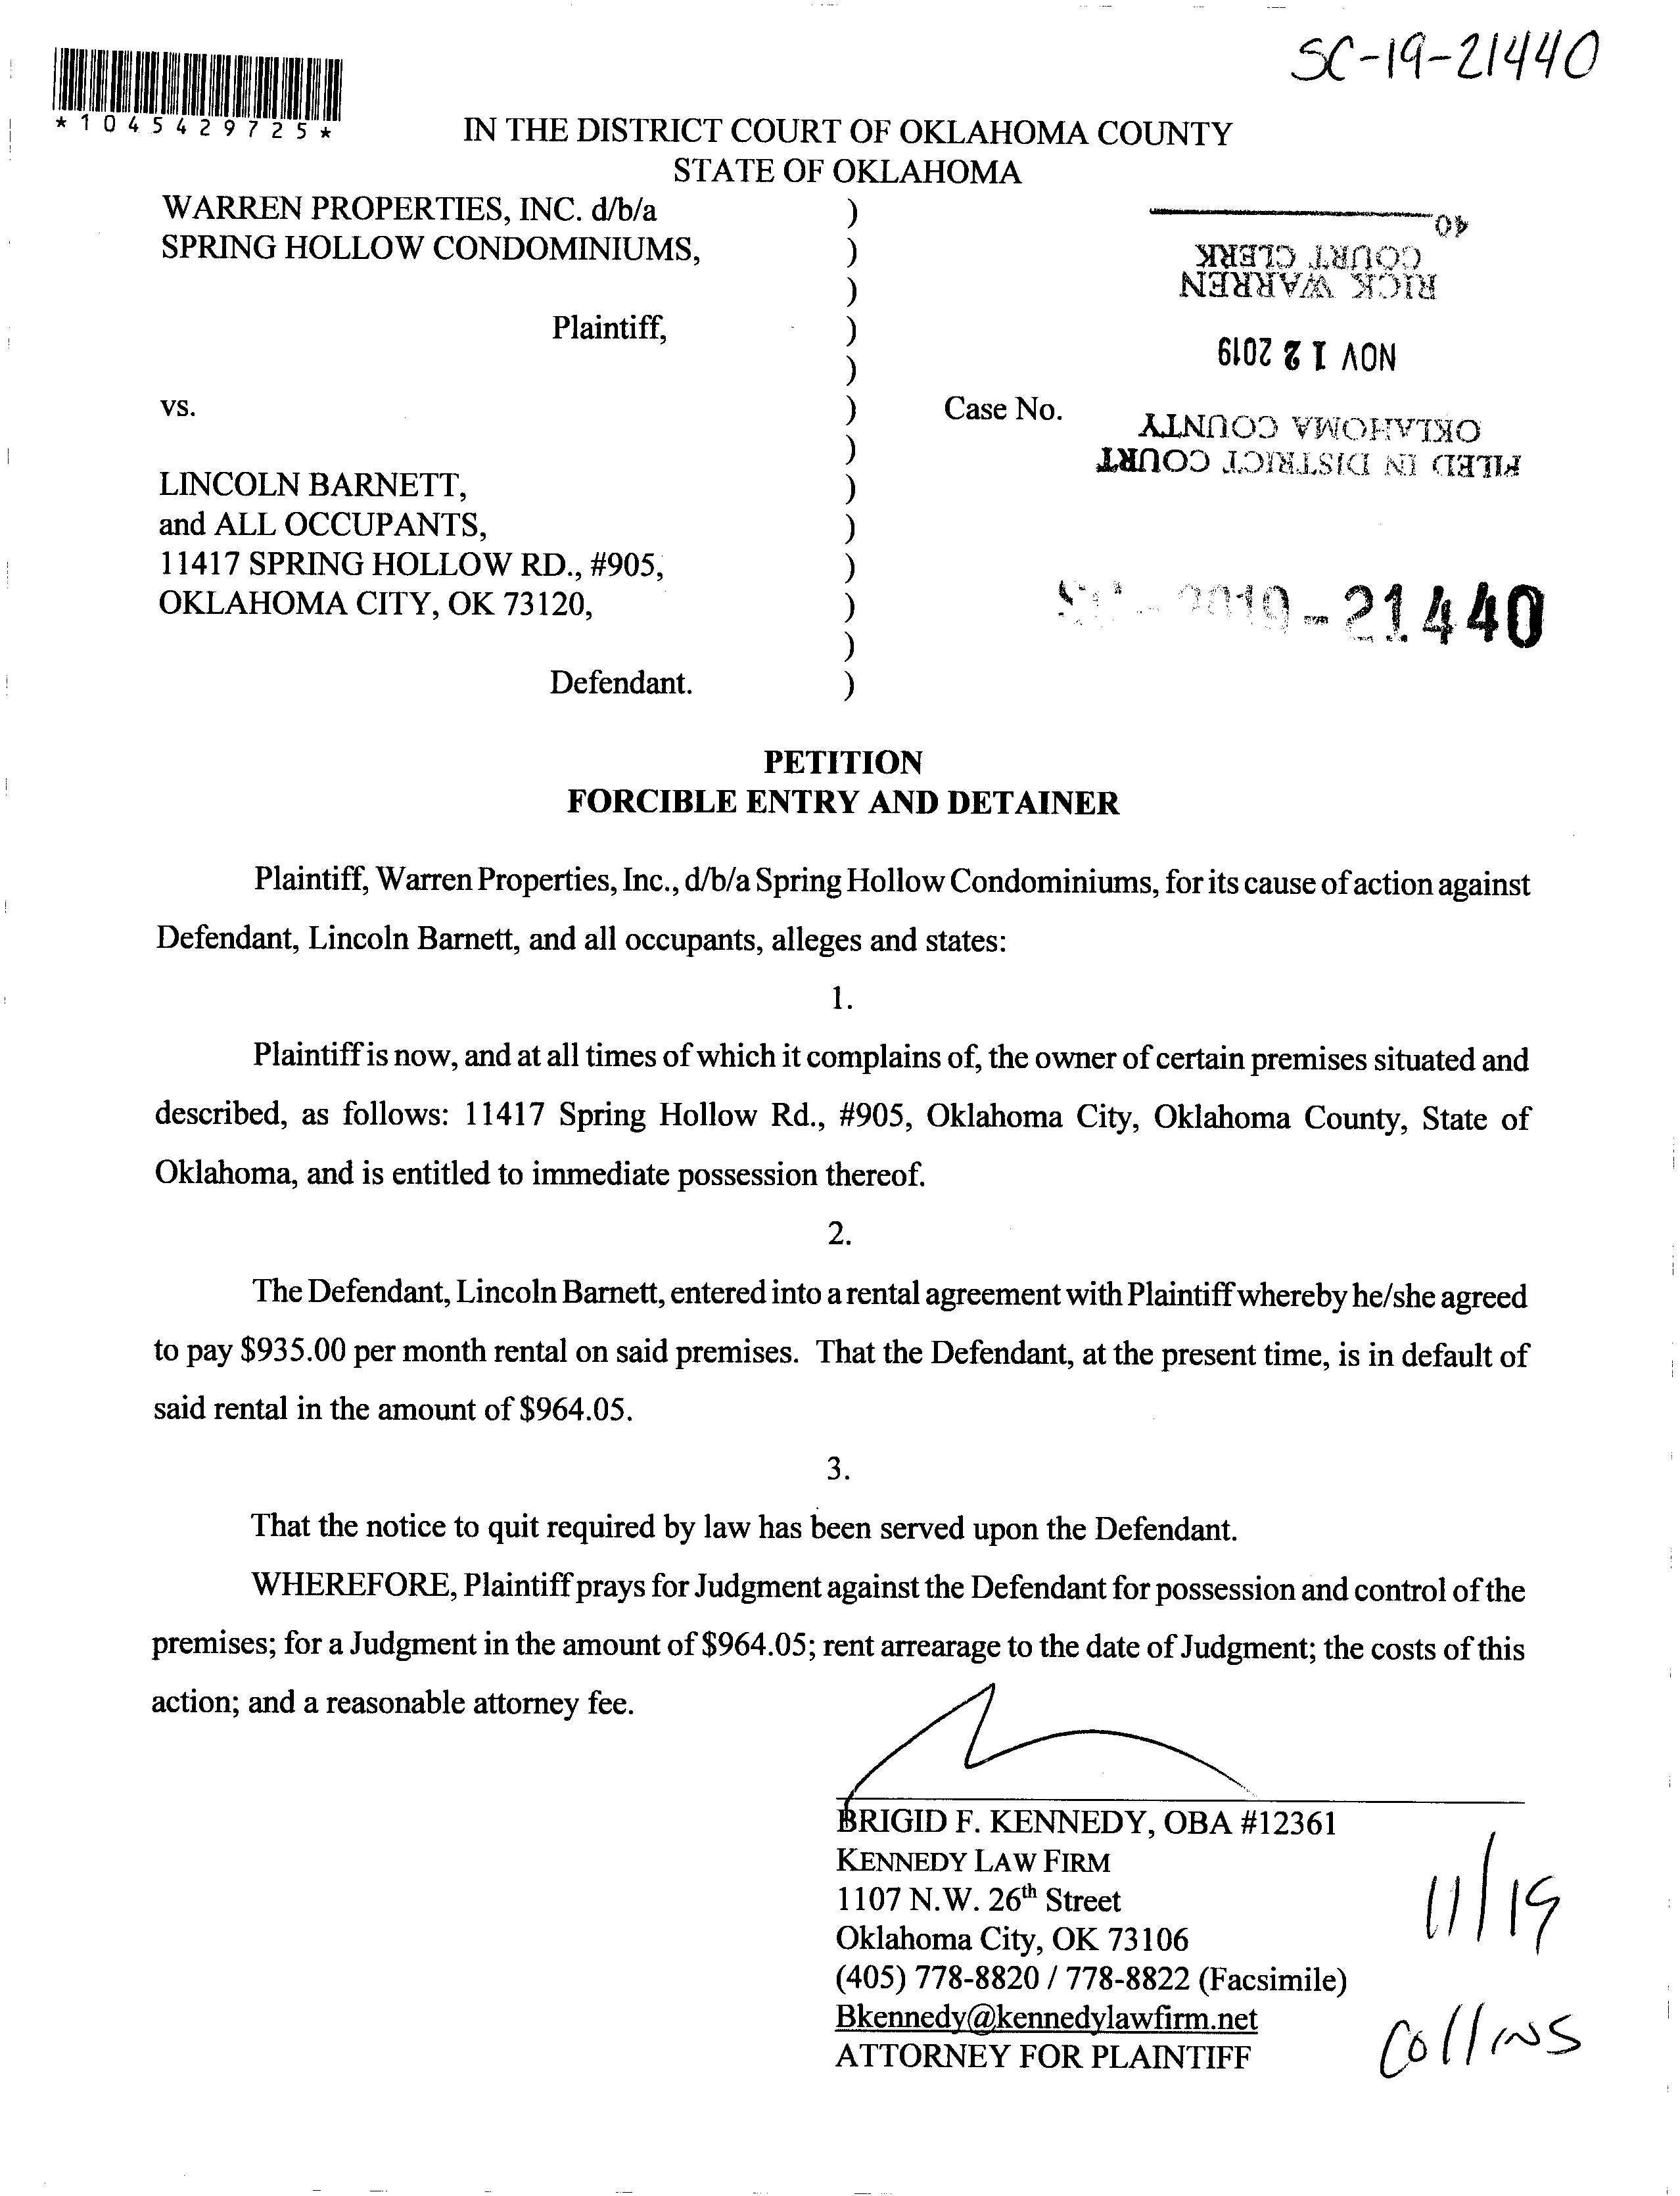 SC-19-21440
*1045429725*
IN THE DISTRICT COURT OF OKLAHOMA COUNTY
STATE OF OKLAHOMA
WARREN PROPERTIES, INC. d/b/a )
SPRING HOLLOW CONDOMINIUMS, )
)
Plaintiff, )
)
vs. ) Case No.
)
LINCOLN BARNETT, )
and ALL OCCUPANTS, )
11417 SPRING HOLLOW RD., #905, )
OKLAHOMA CITY, OK 73120, )
)
Defendant. )
FILED IN DISTRICT COURT
OKLAHOMA COUNTY
NOV 12 2019
RICK WARREN
COURT CLERK
40
SC-2019-21440
PETITION
FORCIBLE ENTRY AND DETAINER
Plaintiff, Warren Properties, Inc., d/b/a Spring Hollow Condominiums, for its cause of action against
Defendant, Lincoln Barnett, and all occupants, alleges and states:
1.
Plaintiff is now, and at all times of which it complains of, the owner of certain premises situated and
described, as follows: 11417 Spring Hollow Rd., #905, Oklahoma City, Oklahoma County, State of
Oklahoma, and is entitled to immediate possession thereof.
2.
The Defendant, Lincoln Barnett, entered into a rental agreement with Plaintiff whereby he/she agreed
to pay $935.00 per month rental on said premises. That the Defendant, at the present time, is in default of
said rental in the amount of $964.05.
3.
That the notice to quit required by law has been served upon the Defendant.
WHEREFORE, Plaintiff prays for Judgment against the Defendant for possession and control of the
premises; for a Judgment in the amount of $964.05; rent arrearage to the date of Judgment; the costs of this
action; and a reasonable attorney fee.
BRIGID F. KENNEDY, OBA #12361
KENNEDY LAW FIRM
1107 N.W. 26th Street
Oklahoma City, OK 73106
(405) 778-8820 / 778-8822 (Facsimile)
Bkennedy@kennedylawfirm.net
ATTORNEY FOR PLAINTIFF
11/19
Collins